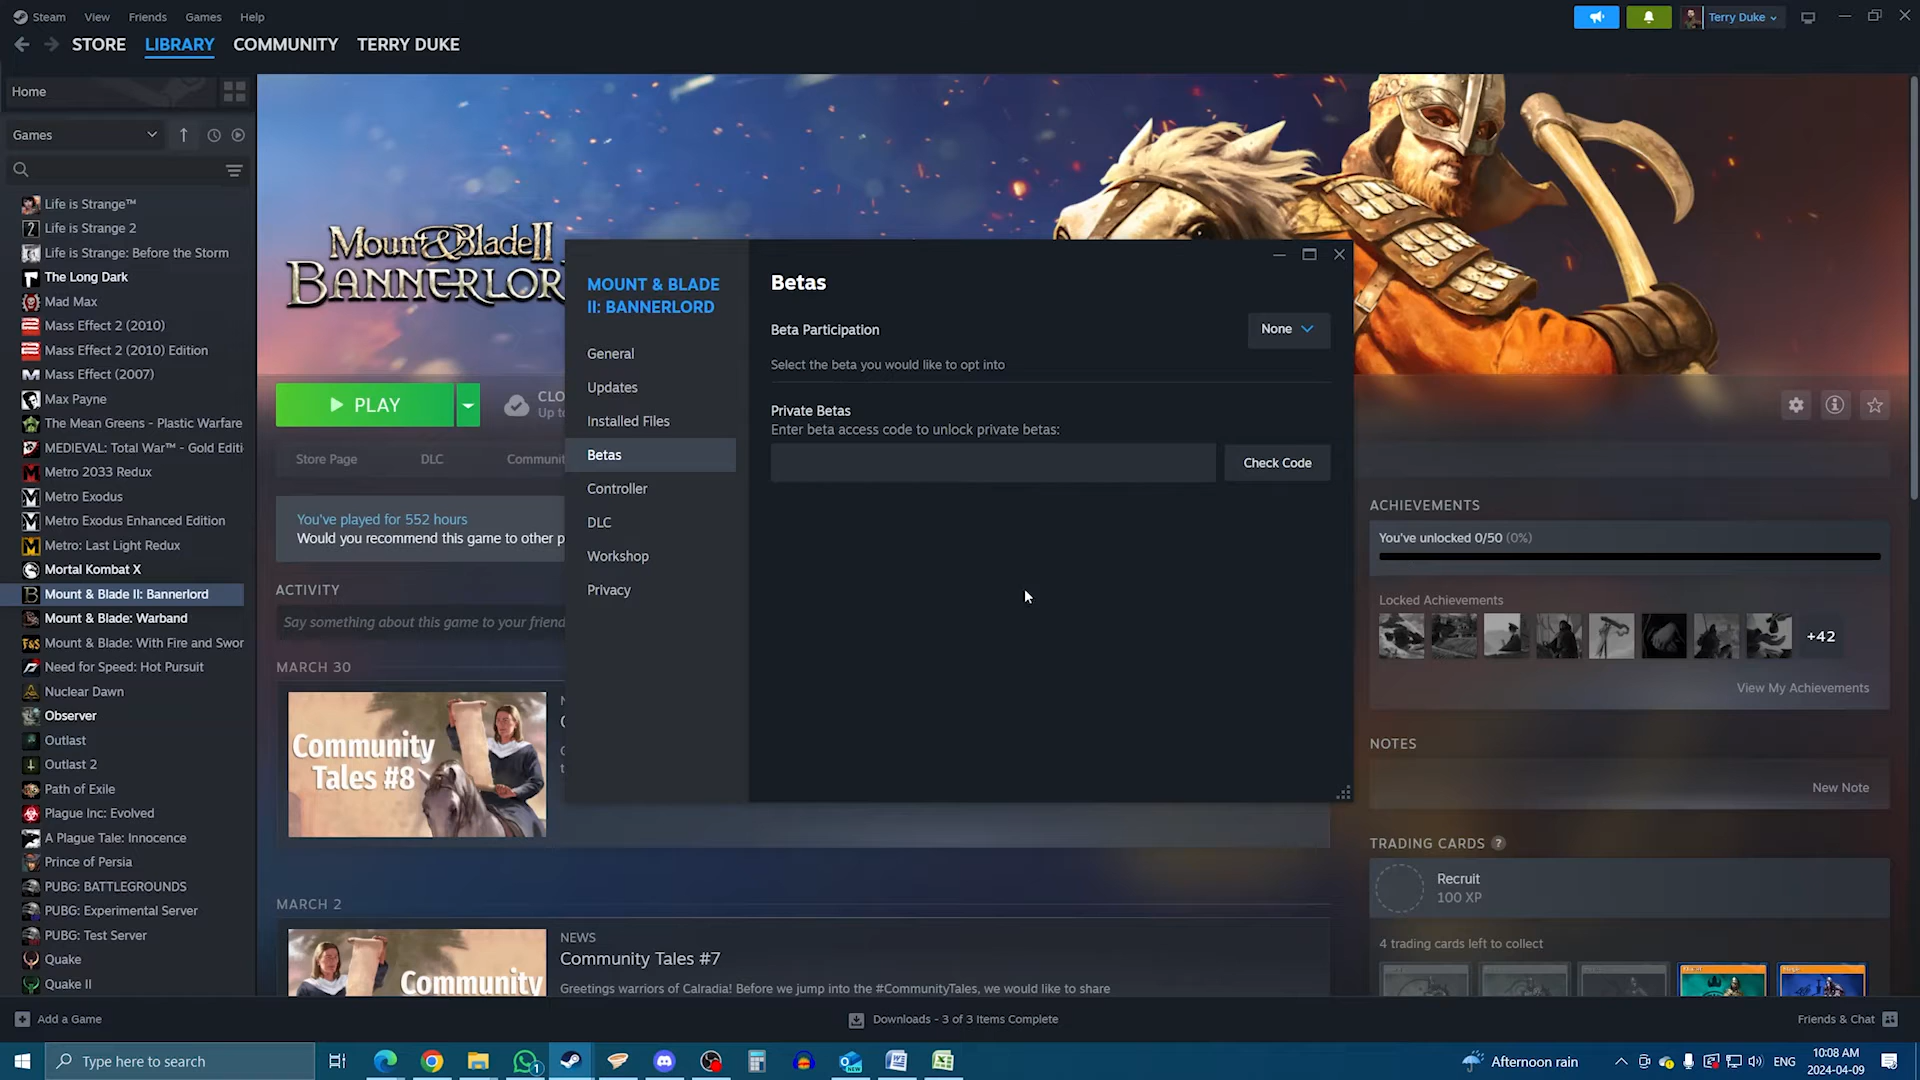 Steam View Friends Games Help
Terry Duke
STORE LIBRARY COMMUNITY TERRY DUKE
Home
Games
Life is Strange™
Life is Strange 2
Life is Strange: Before the Storm
The Long Dark
Mad Max
Mass Effect 2 (2010)
Mass Effect 2 (2010) Edition
Mass Effect (2007)
Max Payne
The Mean Greens - Plastic Warfare
MEDIEVAL: Total War™ - Gold Editi
Metro 2033 Redux
Metro Exodus
Metro Exodus Enhanced Edition
Metro: Last Light Redux
Mortal Kombat X
Mount & Blade II: Bannerlord
Mount & Blade: Warband
Mount & Blade: With Fire and Swor
Need for Speed: Hot Pursuit
Nuclear Dawn
Observer
Outlast
Outlast 2
Path of Exile
Plague Inc: Evolved
A Plague Tale: Innocence
Prince of Persia
PUBG: BATTLEGROUNDS
PUBG: Experimental Server
PUBG: Test Server
Quake
Quake II
Mount&Blade II
BANNERLORD
PLAY
CLO
Up to
Store Page DLC Communit
You've played for 552 hours
Would you recommend this game to other p
ACTIVITY
Say something about this game to your friend
MARCH 30
Community
Tales #8
MARCH 2
Community
NEWS
Community Tales #7
Greetings warriors of Calradia! Before we jump into the #CommunityTales, we would like to share
MOUNT & BLADE
II: BANNERLORD
General
Updates
Installed Files
Betas
Controller
DLC
Workshop
Privacy
Betas
Beta Participation
None
Select the beta you would like to opt into
Private Betas
Enter beta access code to unlock private betas:
Check Code
ACHIEVEMENTS
You've unlocked 0/50 (0%)
Locked Achievements
+42
View My Achievements
NOTES
New Note
TRADING CARDS ?
Recruit
100 XP
4 trading cards left to collect
Add a Game
Downloads - 3 of 3 Items Complete
Friends & Chat
Type here to search
1
NEW
Afternoon rain
ENG
10:08 AM
2024-04-09